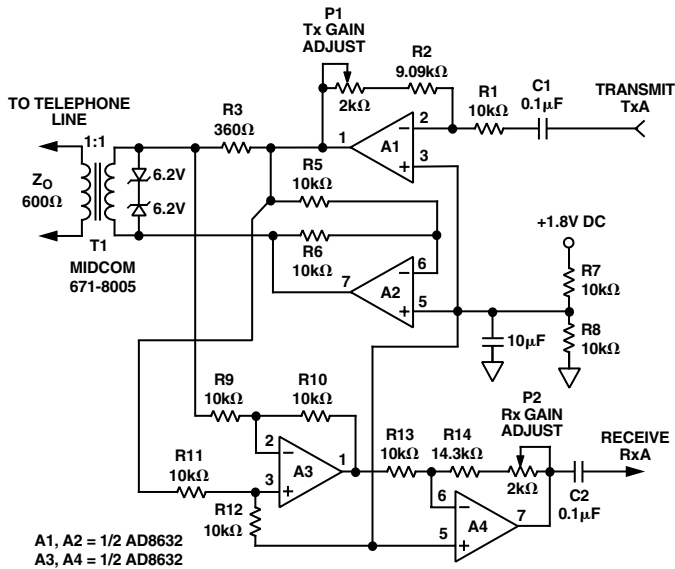 P1
Tx GAIN
ADJUST
2kΩ
R2
9.09kΩ
R1
10kΩ
C1
0.1μF
TRANSMIT
TxA
TO TELEPHONE
LINE
1:1
ZO
600Ω
T1
MIDCOM
671-8005
6.2V
6.2V
R3
360Ω
1
2
3
A1
R5
10kΩ
R6
10kΩ
7
6
5
A2
+1.8V DC
R7
10kΩ
R8
10kΩ
10μF
R9
10kΩ
R10
10kΩ
R11
10kΩ
R12
10kΩ
2
3
1
A3
R13
10kΩ
R14
14.3kΩ
P2
Rx GAIN
ADJUST
2kΩ
6
5
7
A4
C2
0.1μF
RECEIVE
RxA
A1, A2 = 1/2 AD8632
A3, A4 = 1/2 AD8632